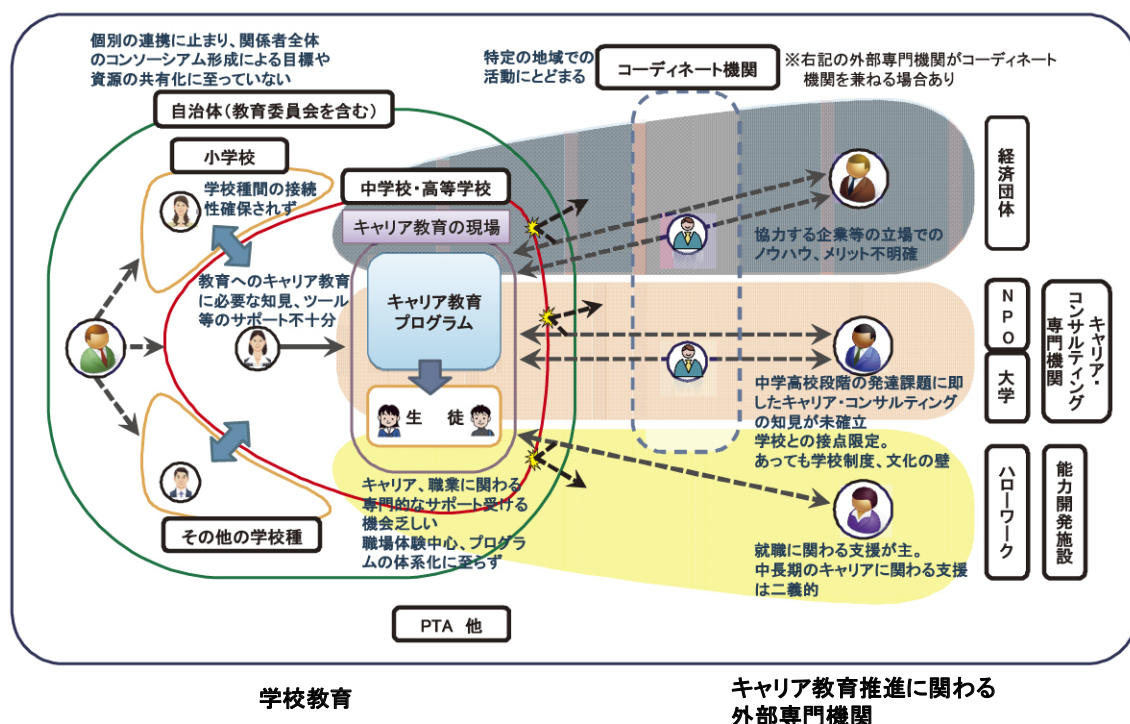 個別の連携に止まり、関係者全体
のコンソーシアム形成による目標や
資源の共有化に至っていない
特定の地域での
活動にとどまる
コーディネート機関
※右記の外部専門機関がコーディネート
機関を兼ねる場合あり
自治体(教育委員会を含む)
小学校
学校種間の接続
性確保されず
中学校・高等学校
キャリア教育の現場
経済団体
協力する企業等の立場での
ノウハウ、メリット不明確
教育へのキャリア教育
に必要な知見、ツール
等のサポート不十分
キャリア教育
プログラム
NPO
キャリア・
コンサルティング
専門機関
大学
中学高校段階の発達課題に即
したキャリア・コンサルティング
の知見が未確立
学校との接点限定。
あっても学校制度、文化の壁
生 徒
キャリア、職業に関わる
専門的なサポート受ける
機会乏しい
職場体験中心、プログラ
ムの体系化に至らず
その他の学校種
ハローワーク
能力開発施設
就職に関わる支援が主。
中長期のキャリアに関わる支援
は二義的
PTA 他
学校教育
キャリア教育推進に関わる
外部専門機関